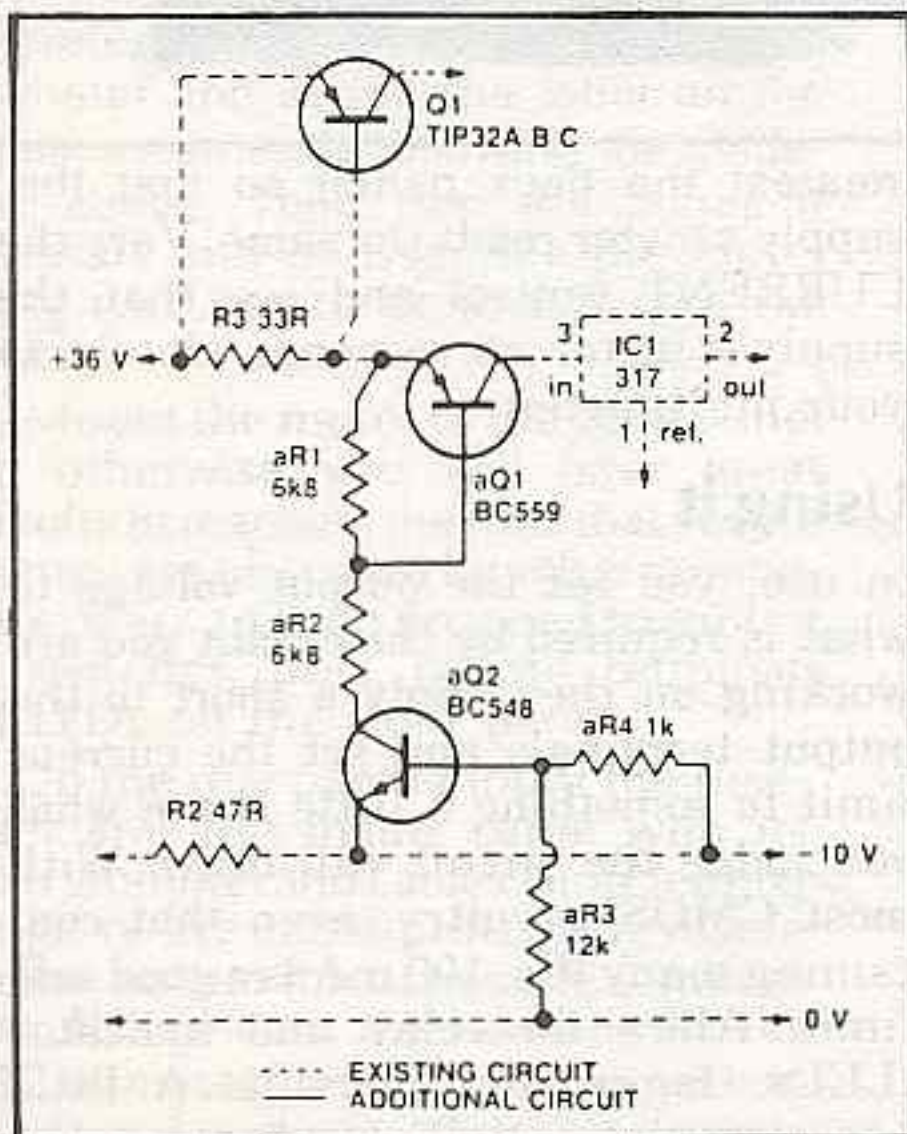 Q1
TIP32A B C
R3 33R
+36 V
3
IC1
317
2
in
out
1
ref.
aR1
6k8
aQ1
BC559
aR2
6k8
aQ2
BC548
aR4 1k
R2 47R
-10 V
aR3
12k
0 V
EXISTING CIRCUIT
ADDITIONAL CIRCUIT